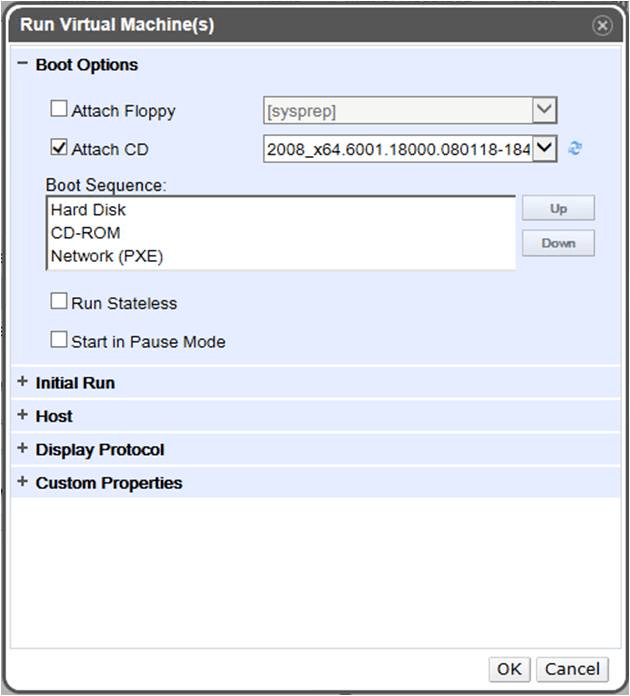 Run Virtual Machine(s)
Boot Options
Attach Floppy [sysprep]
Attach CD 2008_x64.6001.18000.080118-184
Boot Sequence:
Hard Disk
CD-ROM
Network (PXE)
Up
Down
Run Stateless
Start in Pause Mode
Initial Run
Host
Display Protocol
Custom Properties
OK Cancel